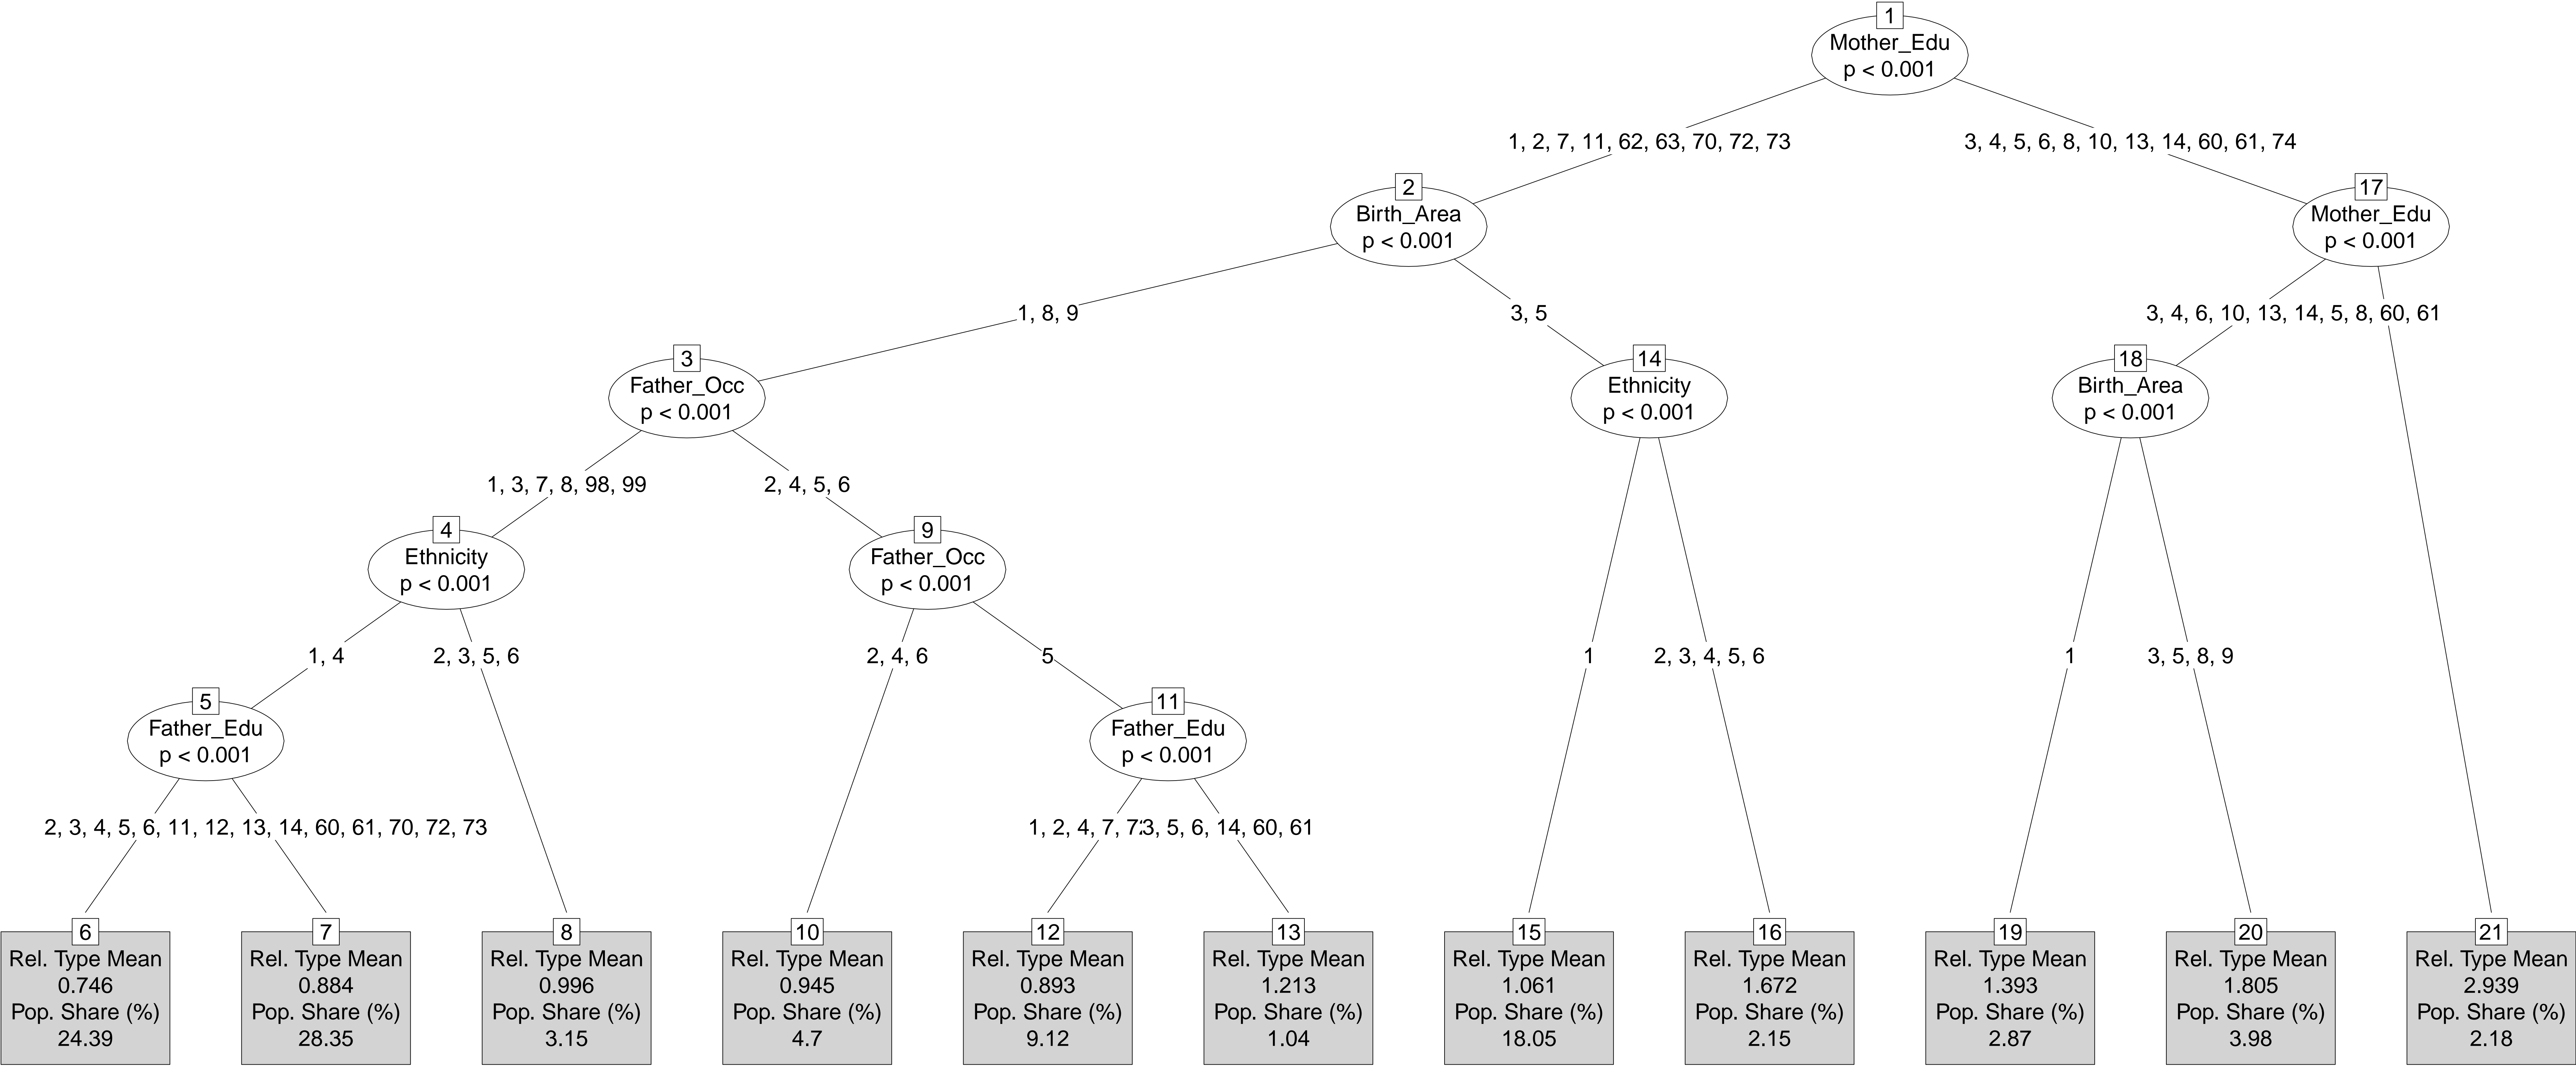 1
Mother_Edu
p < 0.001
1, 2, 7, 11, 62, 63, 70, 72, 73
3, 4, 5, 6, 8, 10, 13, 14, 60, 61, 74
2
Birth_Area
p < 0.001
17
Mother_Edu
p < 0.001
1, 8, 9
3, 5
3, 4, 6, 10, 13, 14, 5, 8, 60, 61
3
Father_Occ
p < 0.001
14
Ethnicity
p < 0.001
18
Birth_Area
p < 0.001
1, 3, 7, 8, 98, 99
2, 4, 5, 6
4
Ethnicity
p < 0.001
9
Father_Occ
p < 0.001
1, 4
2, 3, 5, 6
2, 4, 6
5
1
2, 3, 4, 5, 6
1
3, 5, 8, 9
5
Father_Edu
p < 0.001
11
Father_Edu
p < 0.001
2, 3, 4, 5, 6, 11, 12, 13, 14, 60, 61, 70, 72, 73
1, 2, 4, 7,
3, 5, 6, 14, 60, 61
6
Rel. Type Mean
0.746
Pop. Share (%)
24.39
7
Rel. Type Mean
0.884
Pop. Share (%)
28.35
8
Rel. Type Mean
0.996
Pop. Share (%)
3.15
10
Rel. Type Mean
0.945
Pop. Share (%)
4.7
12
Rel. Type Mean
0.893
Pop. Share (%)
9.12
13
Rel. Type Mean
1.213
Pop. Share (%)
1.04
15
Rel. Type Mean
1.061
Pop. Share (%)
18.05
16
Rel. Type Mean
1.672
Pop. Share (%)
2.15
19
Rel. Type Mean
1.393
Pop. Share (%)
2.87
20
Rel. Type Mean
1.805
Pop. Share (%)
3.98
21
Rel. Type Mean
2.939
Pop. Share (%)
2.18